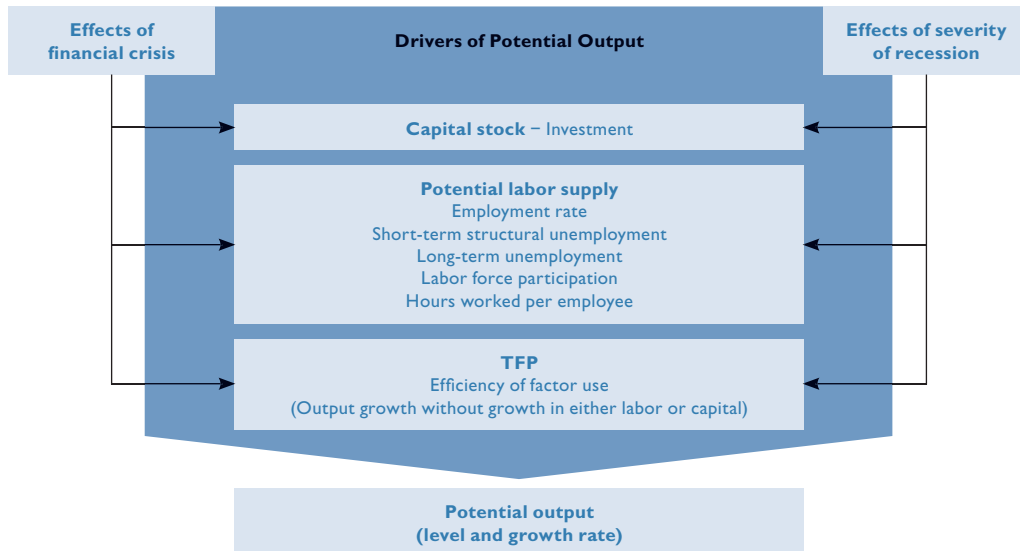 Effects of
financial crisis
Drivers of Potential Output
Effects of severity
of recession
Capital stock – Investment
Potential labor supply
Employment rate
Short-term structural unemployment
Long-term unemployment
Labor force participation
Hours worked per employee
TFP
Efficiency of factor use
(Output growth without growth in either labor or capital)
Potential output
(level and growth rate)